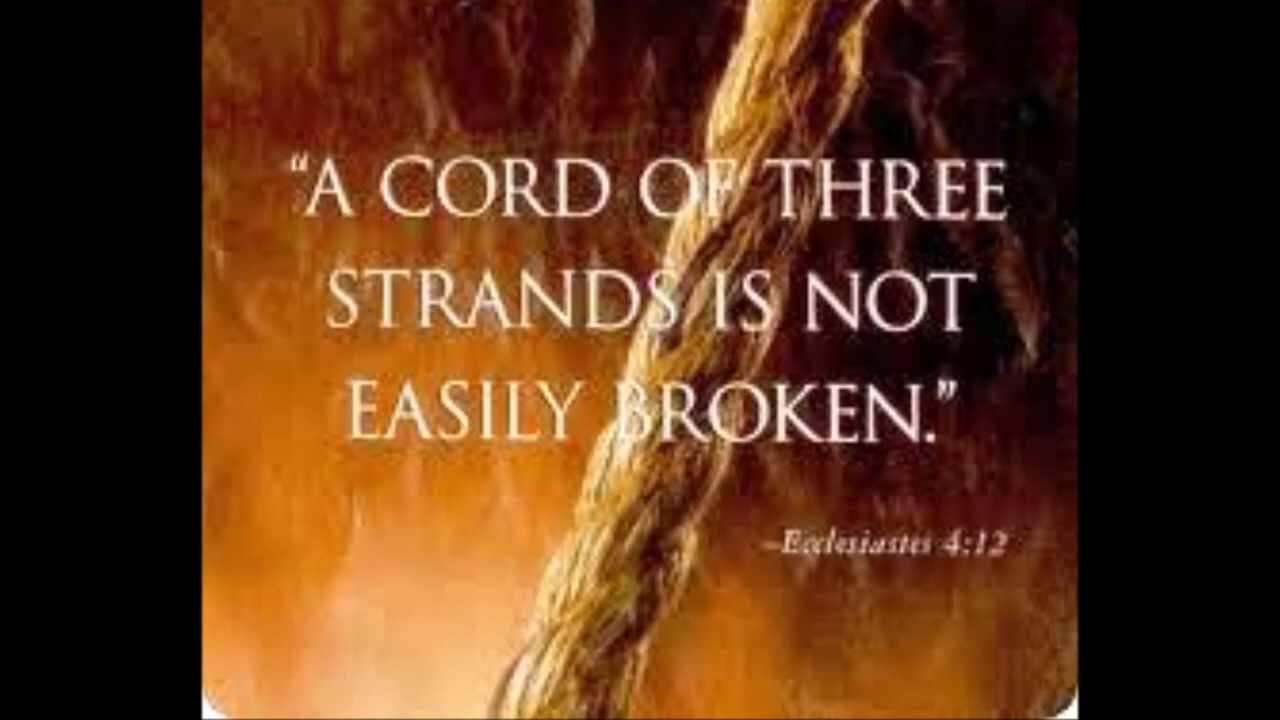 “A CORD OF THREE
STRANDS IS NOT
EASILY BROKEN.”
–Ecclesiastes 4:12